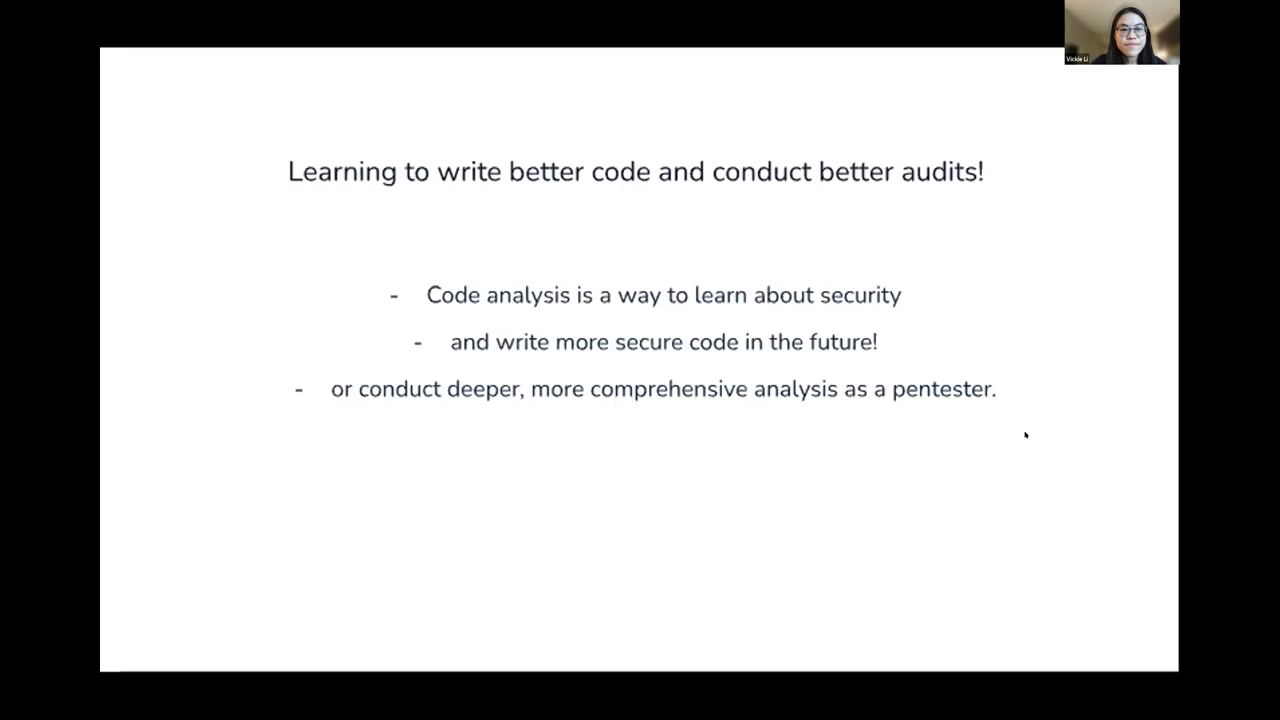 Vickie Li
Learning to write better code and conduct better audits!
- Code analysis is a way to learn about security
- and write more secure code in the future!
- or conduct deeper, more comprehensive analysis as a pentester.